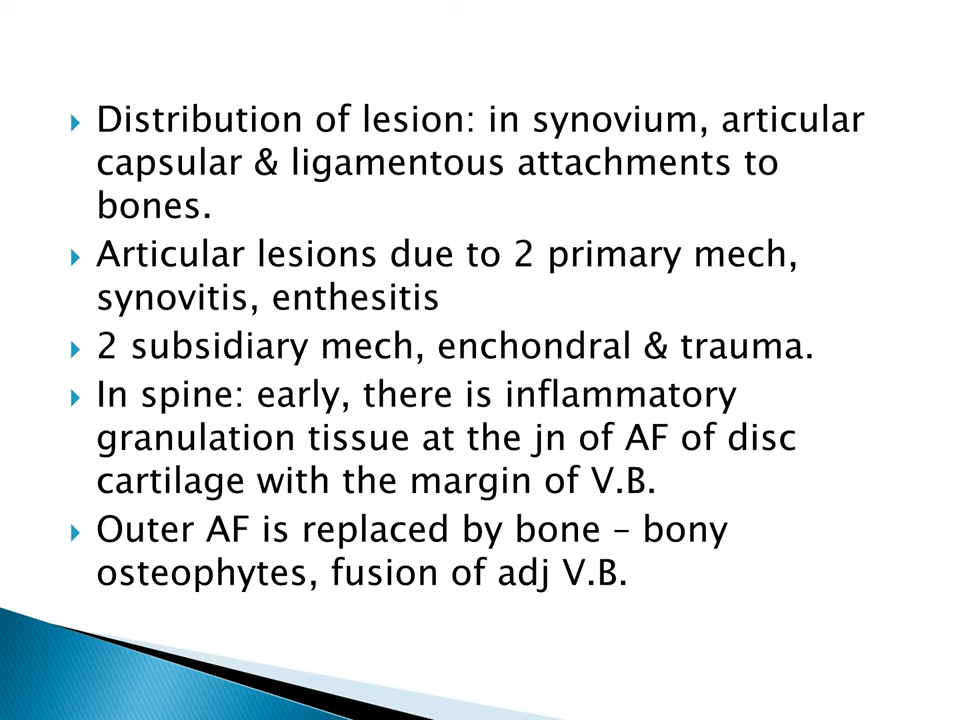 Distribution of lesion: in synovium, articular
capsular & ligamentous attachments to
bones.
Articular lesions due to 2 primary mech,
synovitis, enthesitis
2 subsidiary mech, enchondral & trauma.
In spine: early, there is inflammatory
granulation tissue at the jn of AF of disc
cartilage with the margin of V.B.
Outer AF is replaced by bone – bony
osteophytes, fusion of adj V.B.